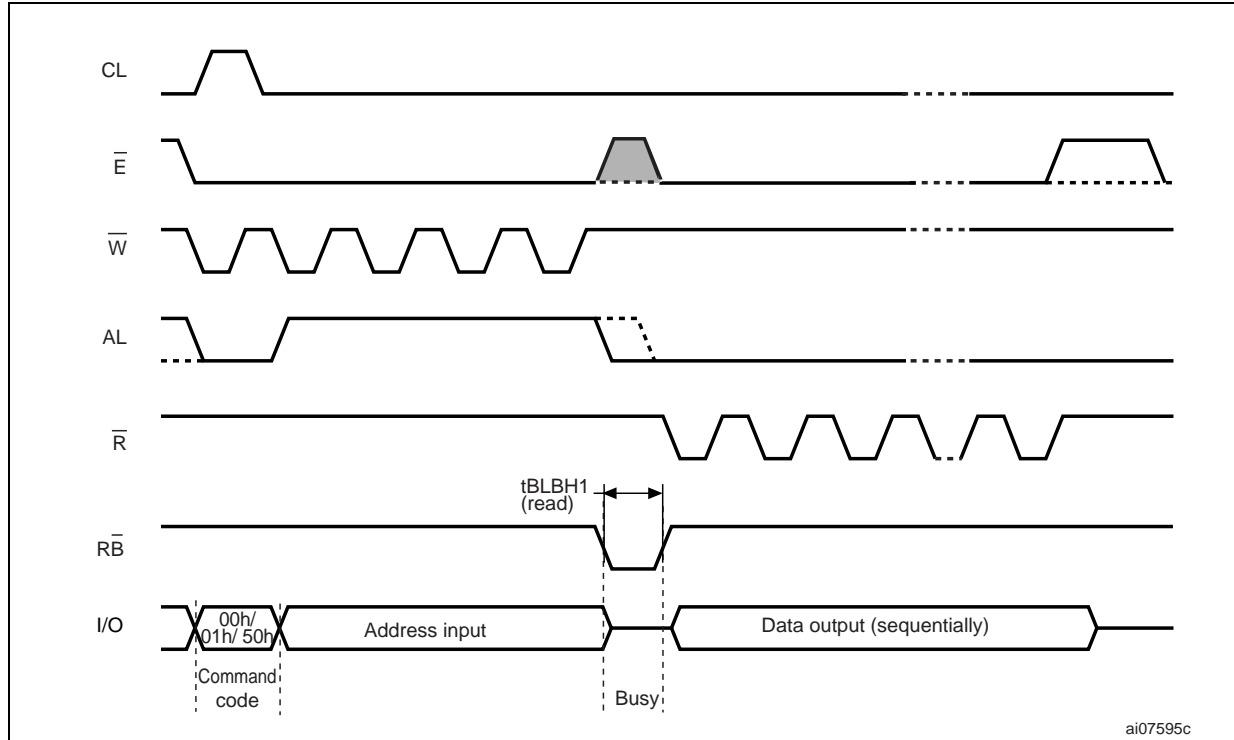 CL
E̅
W̅
AL
R̅
tBLBH1
(read)
RB̅
I/O
00h/
01h/ 50h
Address input
Data output (sequentially)
Command
code
Busy
ai07595c